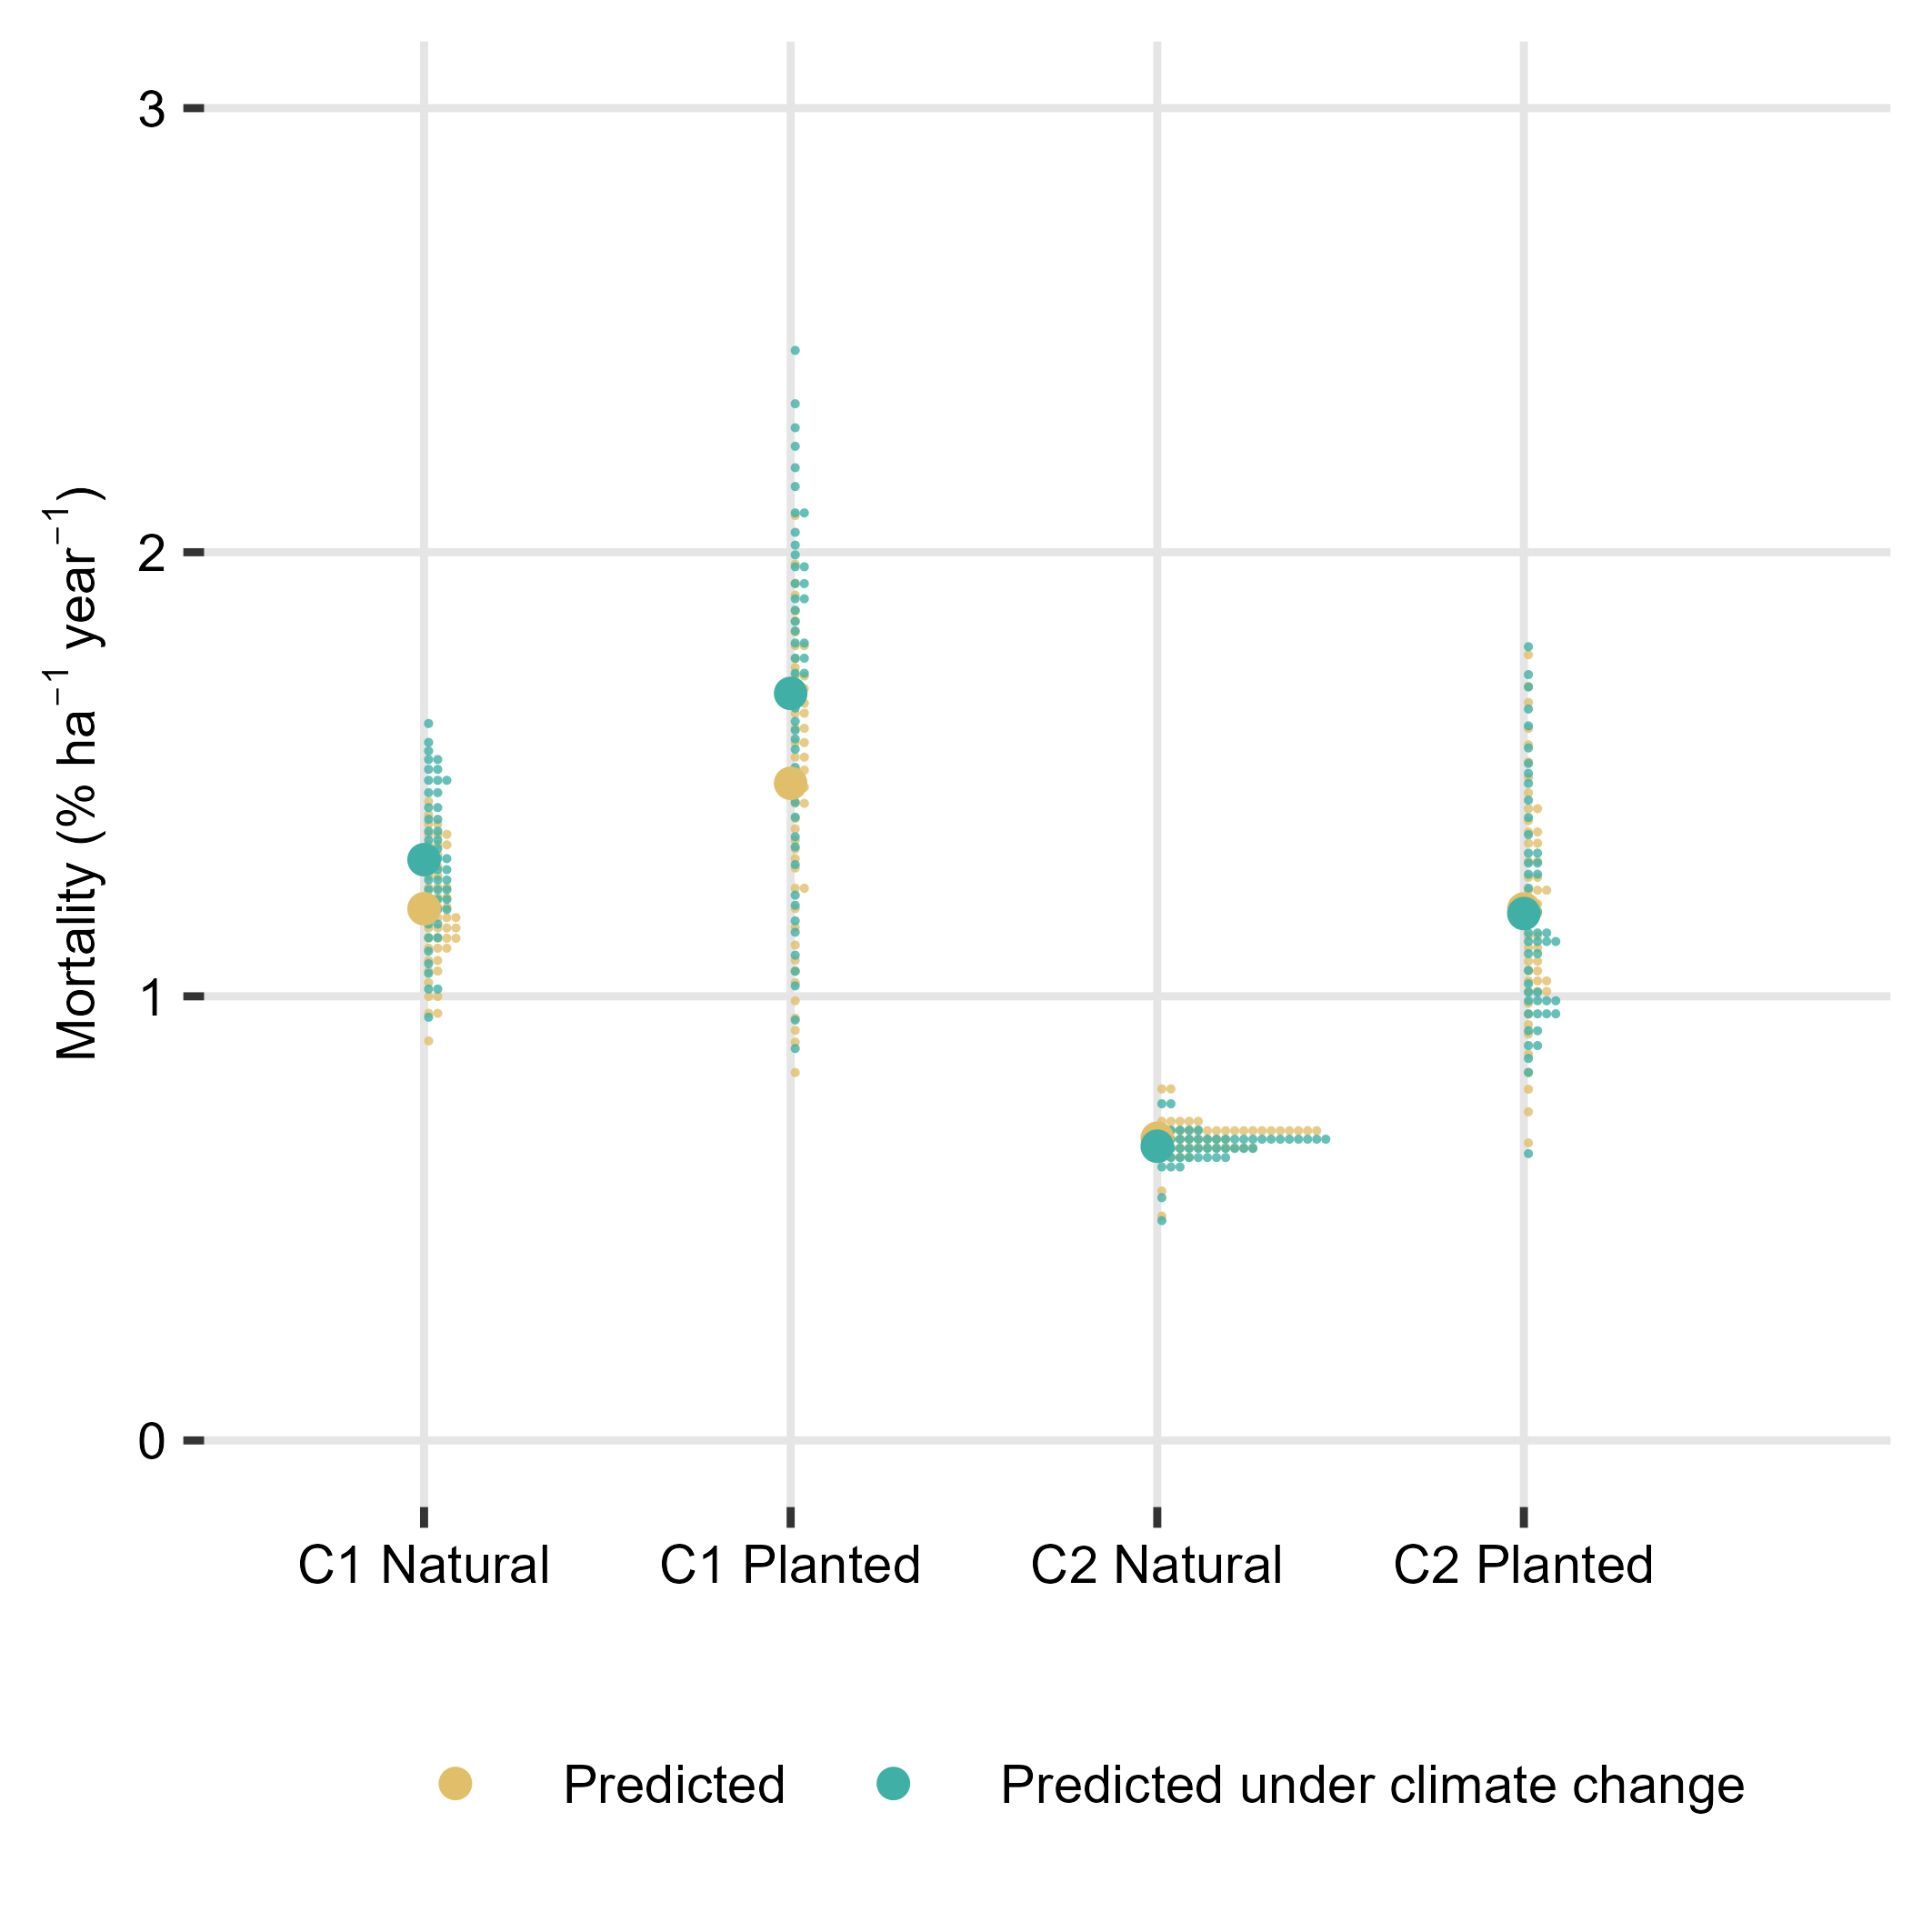 3
2
1
0
Mortality (% ha⁻¹ year⁻¹)
C1 Natural C1 Planted C2 Natural C2 Planted
Predicted Predicted under climate change